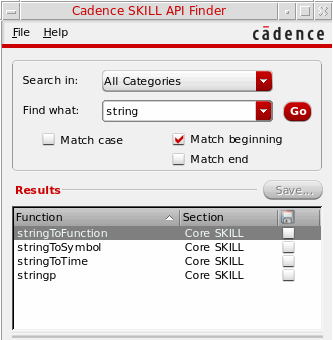 Cadence SKILL API Finder
File Help
cādence
Search in: All Categories
Find what: string Go
Match case Match beginning
Match end
Results Save...
Function Section
stringToFunction Core SKILL
stringToSymbol Core SKILL
stringToTime Core SKILL
stringp Core SKILL